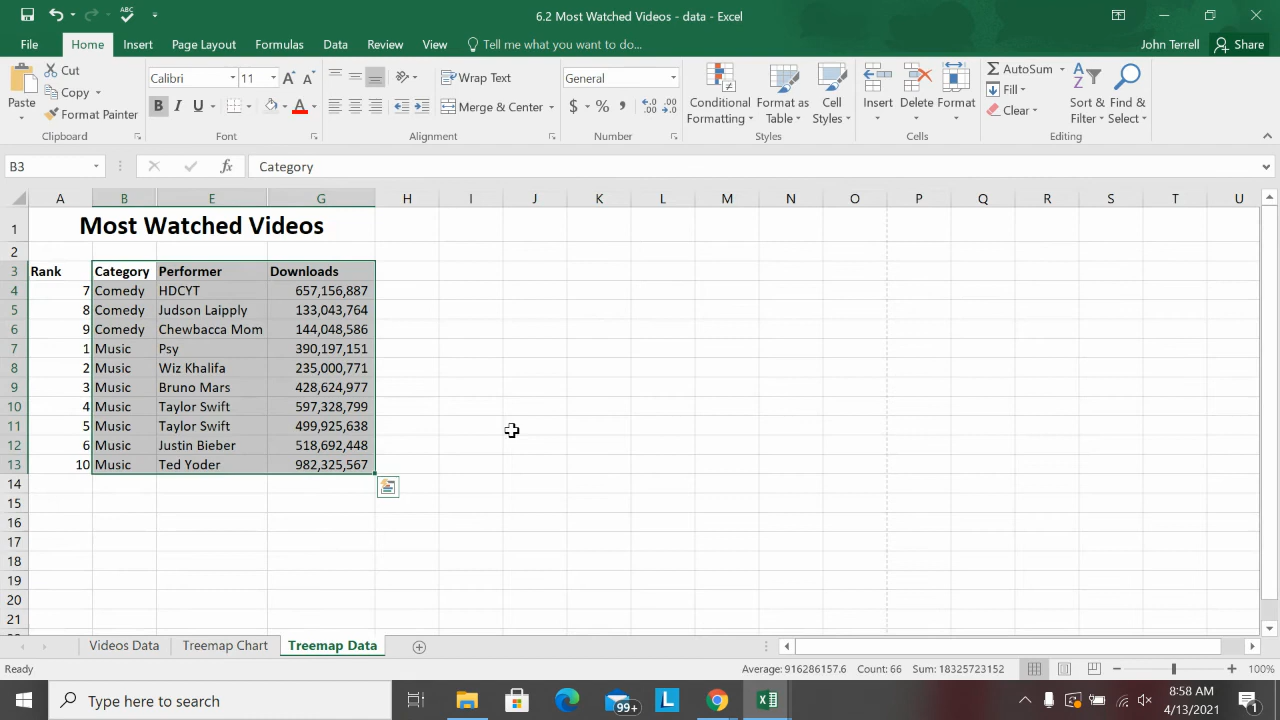 6.2 Most Watched Videos - data - Excel
File Home Insert Page Layout Formulas Data Review View Tell me what you want to do... John Terrell Share
Paste Cut Copy Format Painter Clipboard
Calibri 11 B I U A Font
Wrap Text Merge & Center Alignment
General $ % , Number
Conditional Formatting Format as Table Cell Styles Styles
Insert Delete Format Cells
AutoSum Fill Clear Sort & Filter Find & Select Editing
B3 fx Category
A B E G H I J K L M N O P Q R S T U
1 Most Watched Videos
2
3 Rank Category Performer Downloads
4 7 Comedy HDCYT 657,156,887
5 8 Comedy Judson Laipply 133,043,764
6 9 Comedy Chewbacca Mom 144,048,586
7 1 Music Psy 390,197,151
8 2 Music Wiz Khalifa 235,000,771
9 3 Music Bruno Mars 428,624,977
10 4 Music Taylor Swift 597,328,799
11 5 Music Taylor Swift 499,925,638
12 6 Music Justin Bieber 518,692,448
13 10 Music Ted Yoder 982,325,567
14
15
16
17
18
19
20
21
Videos Data Treemap Chart Treemap Data
Ready Average: 916286157.6 Count: 66 Sum: 18325723152 100%
Type here to search 99+ L 8:58 AM
4/13/2021 1